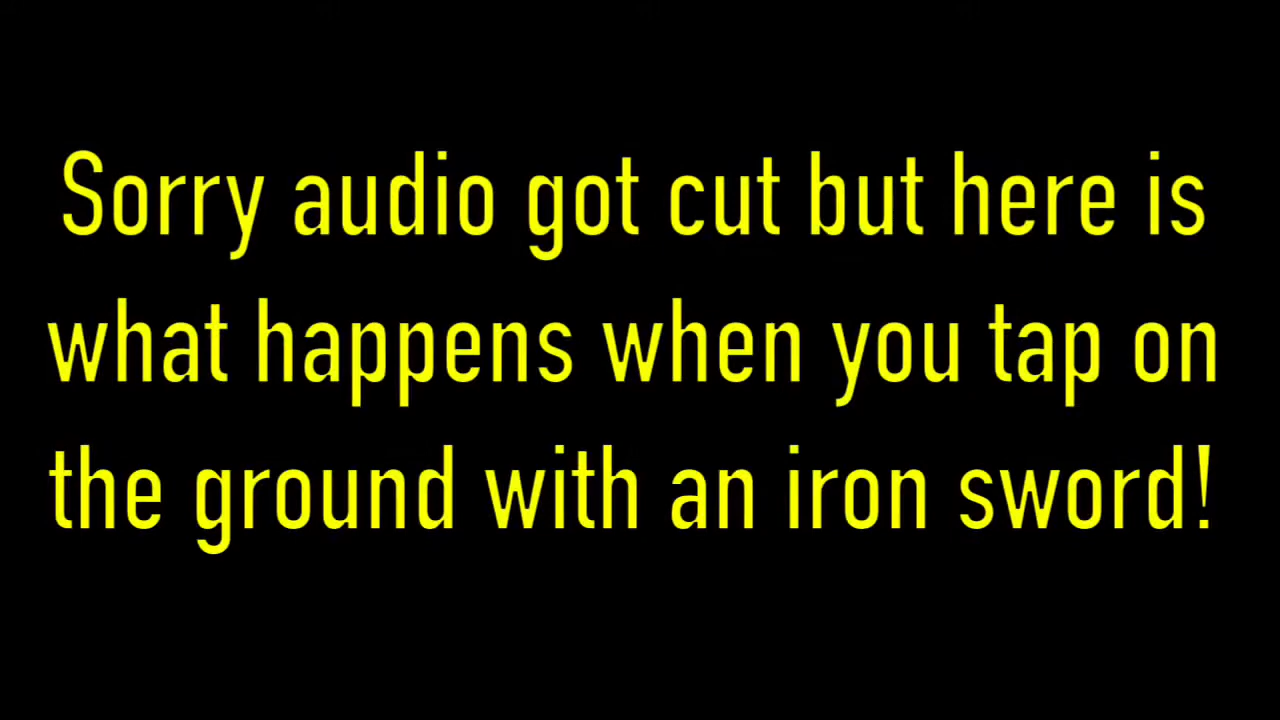 Sorry audio got cut but here is
what happens when you tap on
the ground with an iron sword!